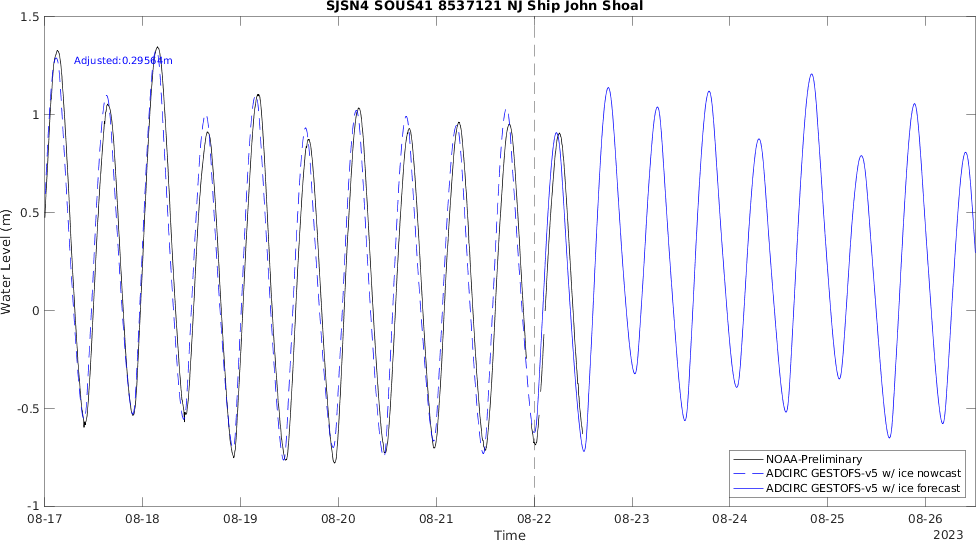 SJSN4 SOUS41 8537121 NJ Ship John Shoal
1.5
Adjusted:0.29564m
1
0.5
Water Level (m)
0
-0.5
NOAA-Preliminary
ADCIRC GESTOFS-v5 w/ ice nowcast
ADCIRC GESTOFS-v5 w/ ice forecast
-1
08-17 08-18 08-19 08-20 08-21 08-22 08-23 08-24 08-25 08-26
Time 2023